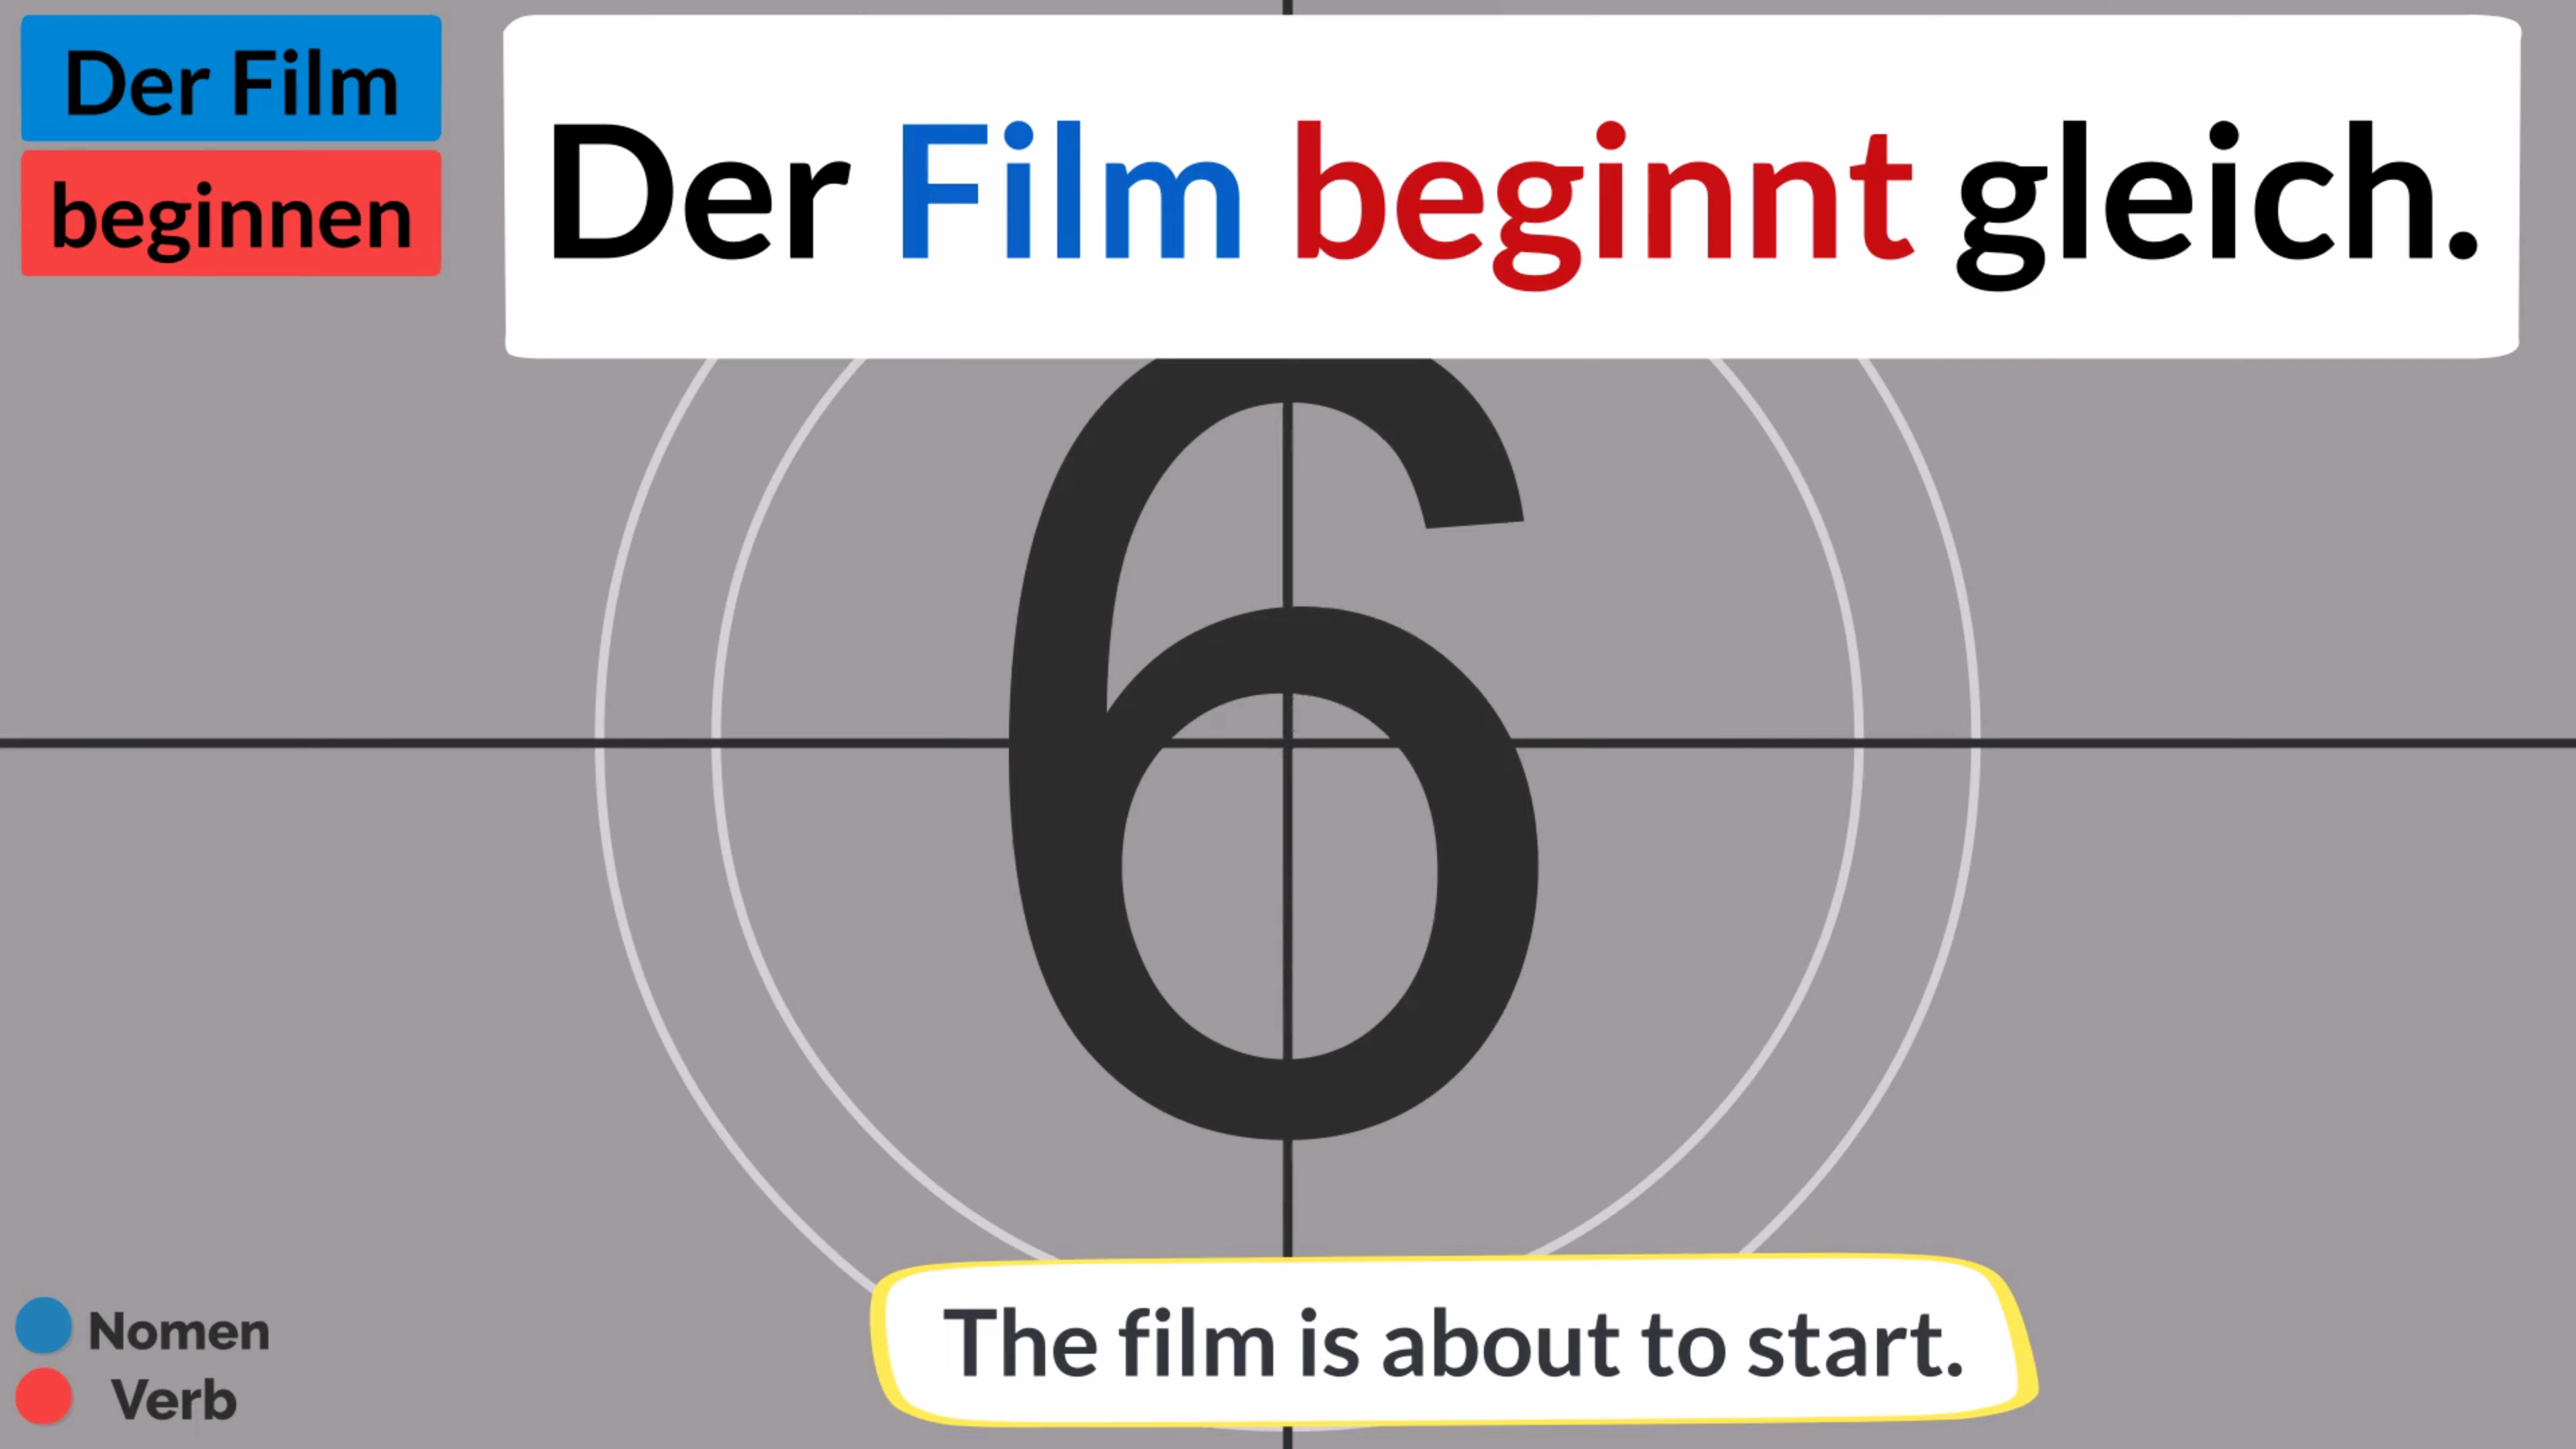 Der Film
beginnen
Der Film beginnt gleich.
6
The film is about to start.
Nomen
Verb